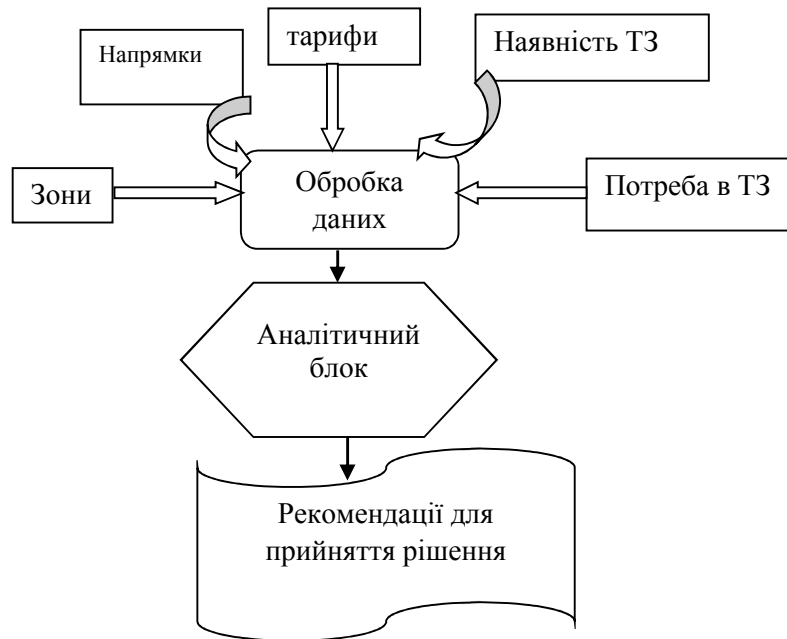 Напрямки
тарифи
Наявність ТЗ
Зони
Обробка
даних
Потреба в ТЗ
Аналітичний
блок
Рекомендації для
прийняття рішення